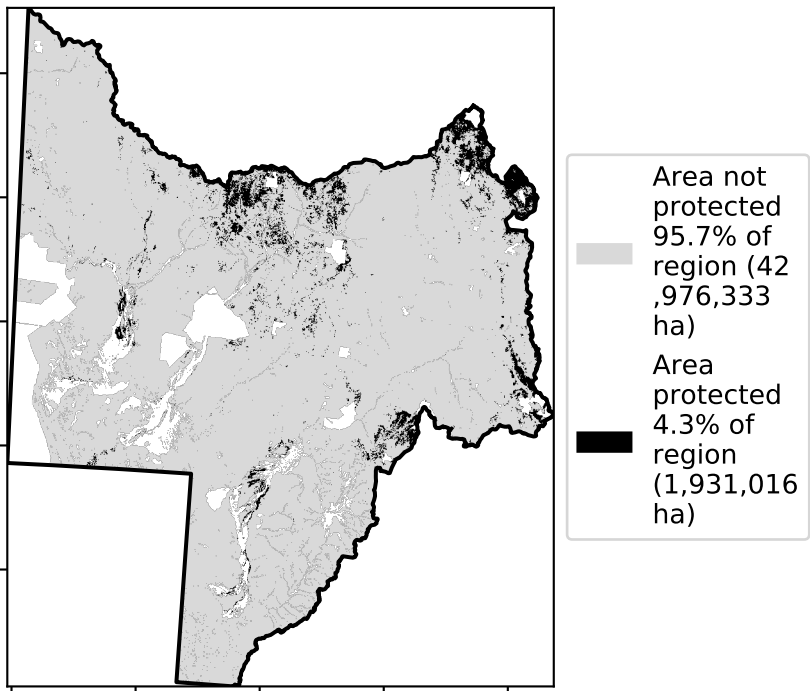 Area not
protected
95.7% of
region (42
,976,333
ha)
Area
protected
4.3% of
region
(1,931,016
ha)